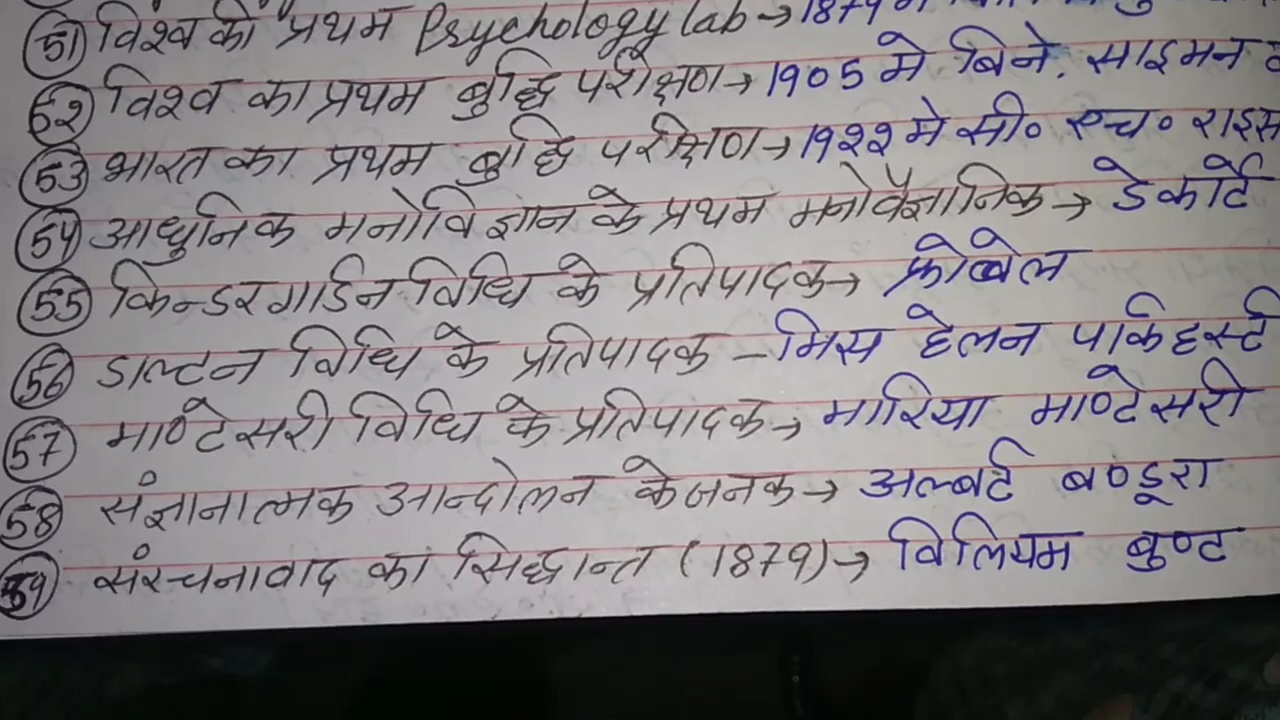 51 विश्व की प्रथम Psychology lab → 1879
52 विश्व का प्रथम बुद्धि परीक्षण → 1905 मे बिने. साइमन
53 भारत का प्रथम बुद्धि परीक्षण → 1922 मे सी० एच० राइस
54 आधुनिक मनोविज्ञान के प्रथम मनोवैज्ञानिक → डेकार्टे
55 किन्डरगार्डन विधि के प्रतिपादक → फ्रोबेल
56 डाल्टन विधि के प्रतिपादक – मिस हेलन पार्कहर्स्ट
57 माण्टेसरी विधि के प्रतिपादक → मारिया माण्टेसरी
58 संज्ञानात्मक आन्दोलन के जनक → अल्बर्ट बण्डूरा
59 संरचनावाद का सिद्धान्त (1879) → विलियम वुण्ट